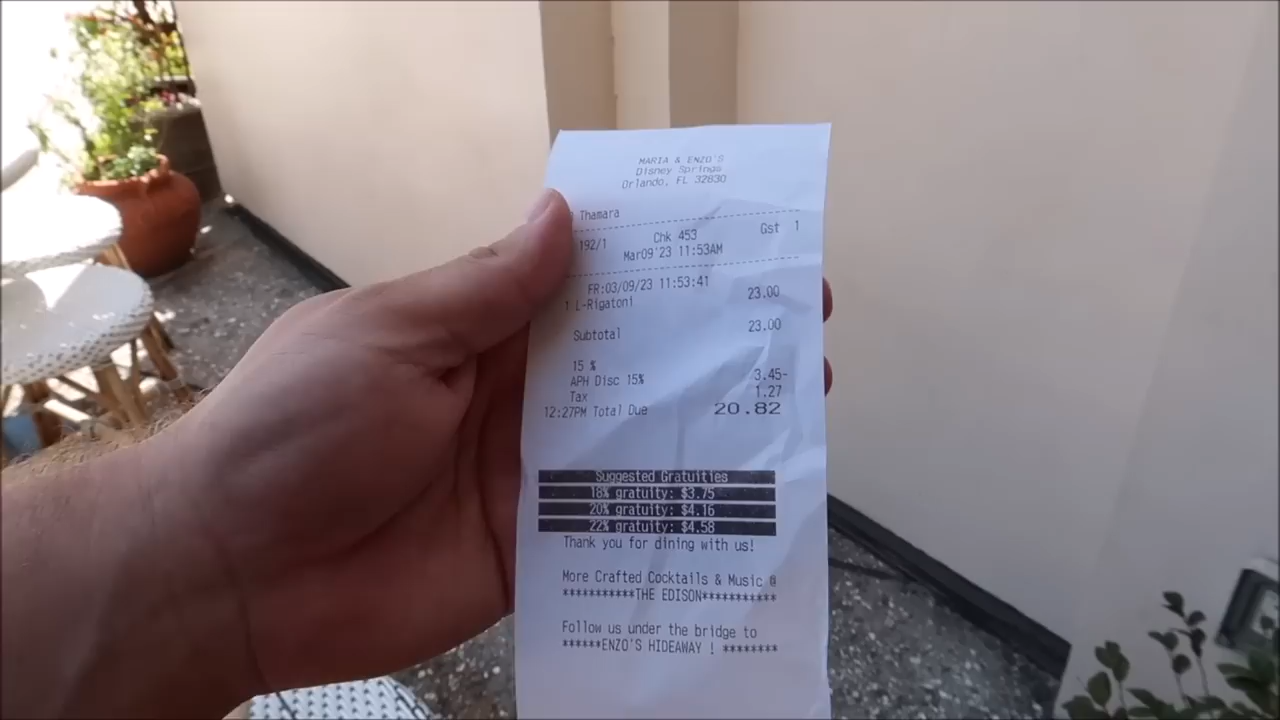 MARIA & ENZO'S
Disney Springs
Orlando, FL 32830
Thamara
192/1 Chk 453 Gst 1
Mar09'23 11:53AM
FR:03/09/23 11:53:41
1 L-Rigatoni 23.00
Subtotal 23.00
15 %
APH Disc 15% 3.45-
Tax 1.27
12:27PM Total Due 20.82
Suggested Gratuities
18% gratuity: $3.75
20% gratuity: $4.16
22% gratuity: $4.58
Thank you for dining with us!
More Crafted Cocktails & Music @
***********THE EDISON***********
Follow us under the bridge to
******ENZO'S HIDEAWAY ! ********